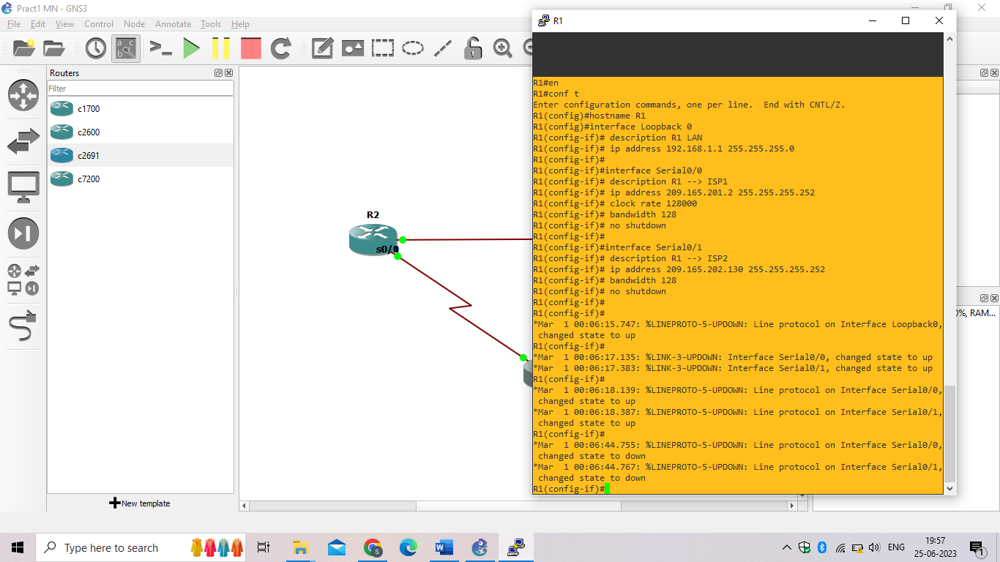 Pract1 MN - GNS3
File Edit View Control Node Annotate Tools Help
Routers
Filter
c1700
c2600
c2691
c7200
New template
R2
s0/0
R1
R1#en
R1#conf t
Enter configuration commands, one per line.  End with CNTL/Z.
R1(config)#hostname R1
R1(config)#interface Loopback 0
R1(config-if)# description R1 LAN
R1(config-if)# ip address 192.168.1.1 255.255.255.0
R1(config-if)#
R1(config-if)#interface Serial0/0
R1(config-if)# description R1 --> ISP1
R1(config-if)# ip address 209.165.201.2 255.255.255.252
R1(config-if)# clock rate 128000
R1(config-if)# bandwidth 128
R1(config-if)# no shutdown
R1(config-if)#
R1(config-if)#interface Serial0/1
R1(config-if)# description R1 --> ISP2
R1(config-if)# ip address 209.165.202.130 255.255.255.252
R1(config-if)# bandwidth 128
R1(config-if)# no shutdown
R1(config-if)#
R1(config-if)#
*Mar  1 00:06:15.747: %LINEPROTO-5-UPDOWN: Line protocol on Interface Loopback0,
changed state to up
R1(config-if)#
*Mar  1 00:06:17.135: %LINK-3-UPDOWN: Interface Serial0/0, changed state to up
*Mar  1 00:06:17.383: %LINK-3-UPDOWN: Interface Serial0/1, changed state to up
R1(config-if)#
*Mar  1 00:06:18.139: %LINEPROTO-5-UPDOWN: Line protocol on Interface Serial0/0,
changed state to up
*Mar  1 00:06:18.387: %LINEPROTO-5-UPDOWN: Line protocol on Interface Serial0/1,
changed state to up
R1(config-if)#
*Mar  1 00:06:44.755: %LINEPROTO-5-UPDOWN: Line protocol on Interface Serial0/0,
changed state to down
*Mar  1 00:06:44.767: %LINEPROTO-5-UPDOWN: Line protocol on Interface Serial0/1,
changed state to down
R1(config-if)#
0%, RAM...
Type here to search
ENG
19:57
25-06-2023
1